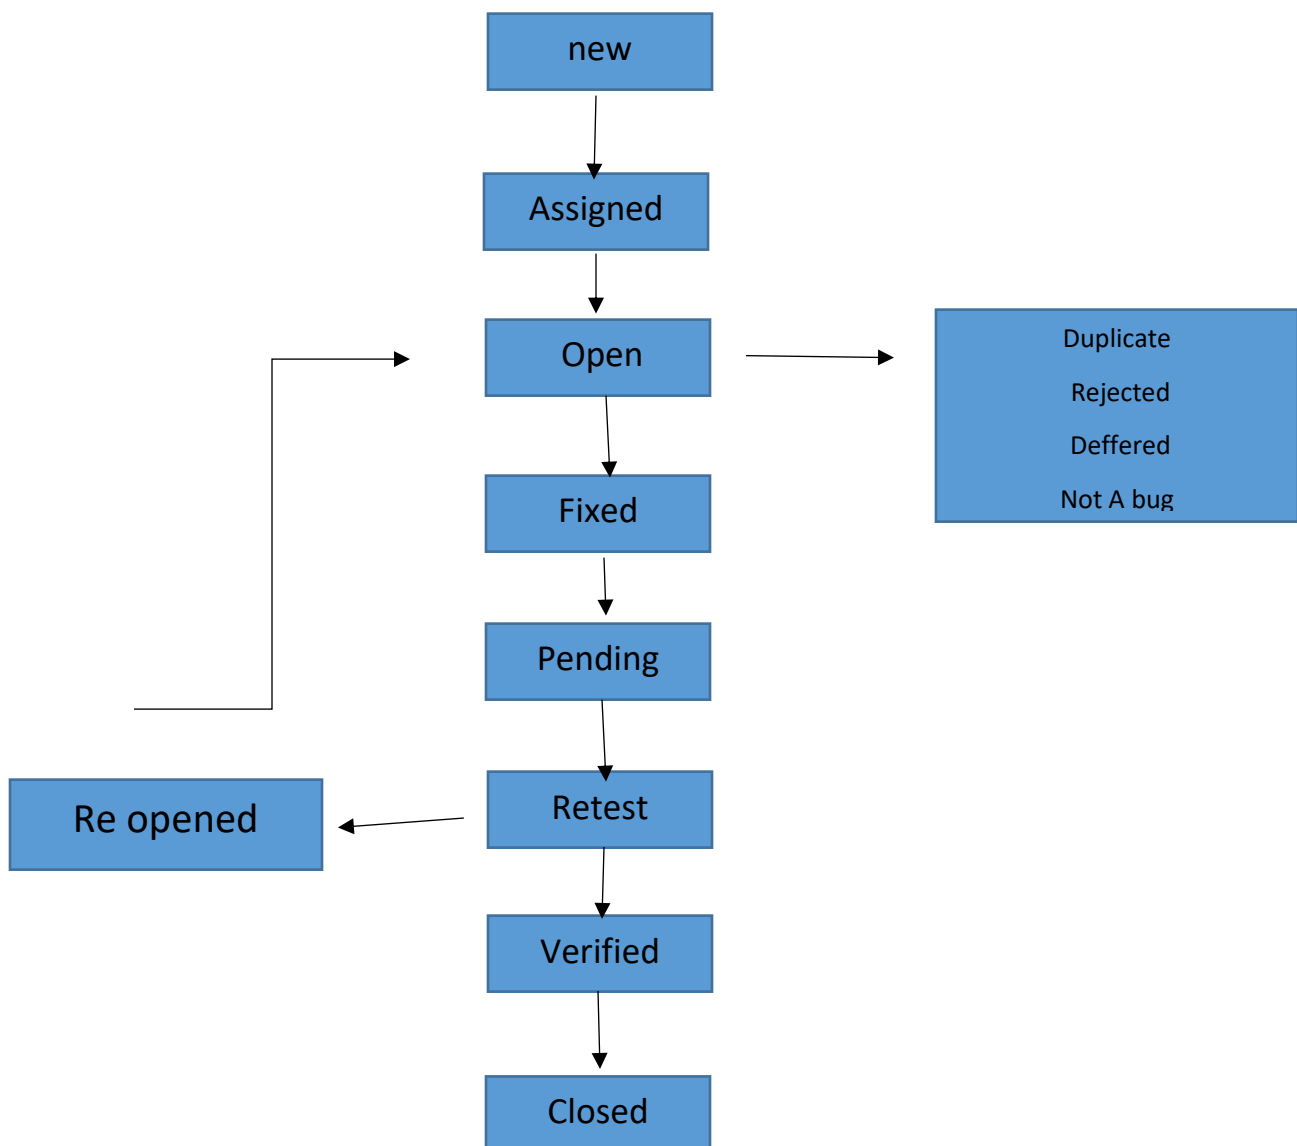 new
Assigned
Open
Duplicate
Rejected
Deffered
Not A bug
Fixed
Pending
Re opened
Retest
Verified
Closed